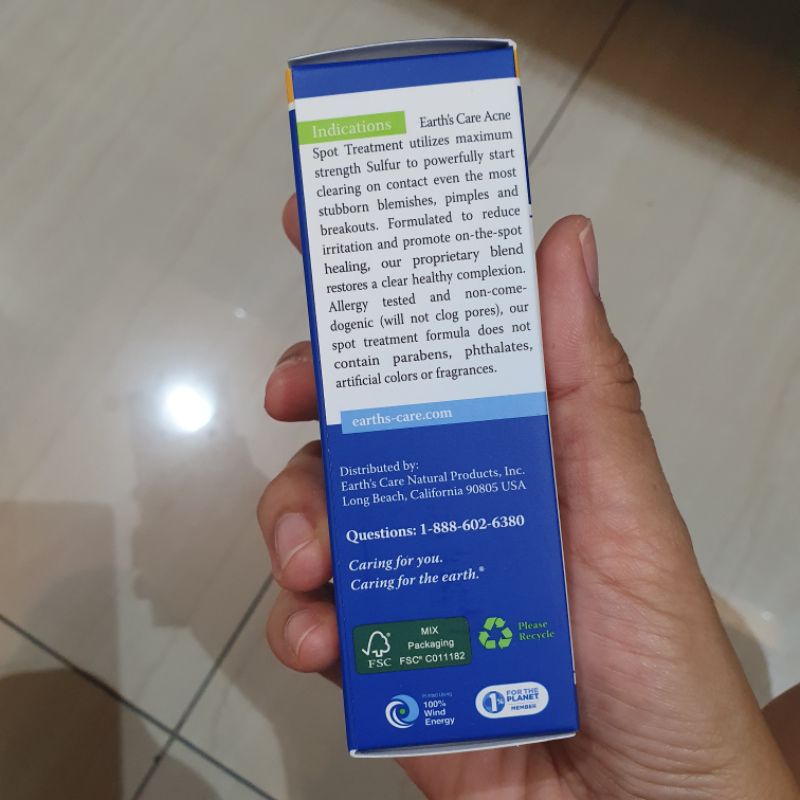 Indications Earth's Care Acne
Spot Treatment utilizes maximum
strength Sulfur to powerfully start
clearing on contact even the most
stubborn blemishes, pimples and
breakouts. Formulated to reduce
irritation and promote on-the-spot
healing, our proprietary blend
restores a clear healthy complexion.
Allergy tested and non-come-
dogenic (will not clog pores), our
spot treatment formula does not
contain parabens, phthalates,
artificial colors or fragrances.
earths-care.com
Distributed by:
Earth's Care Natural Products, Inc.
Long Beach, California 90805 USA
Questions: 1-888-602-6380
Caring for you.
Caring for the earth.®
FSC
MIX
Packaging
FSC® C011182
Please
Recycle
Printed Using
100%
Wind
Energy
1%
FOR THE
PLANET
MEMBER